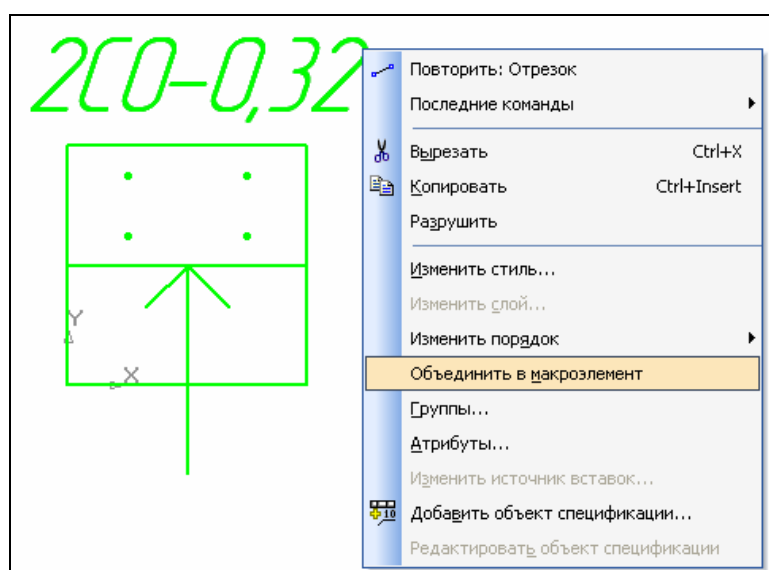 2СО-0,32
Повторить: Отрезок
Последние команды
Вырезать Ctrl+X
Копировать Ctrl+Insert
Разрушить
Изменить стиль...
Изменить слой...
Изменить порядок
Объединить в макроэлемент
Группы...
Атрибуты...
Изменить источник вставок...
Добавить объект спецификации...
Редактировать объект спецификации
Y
X